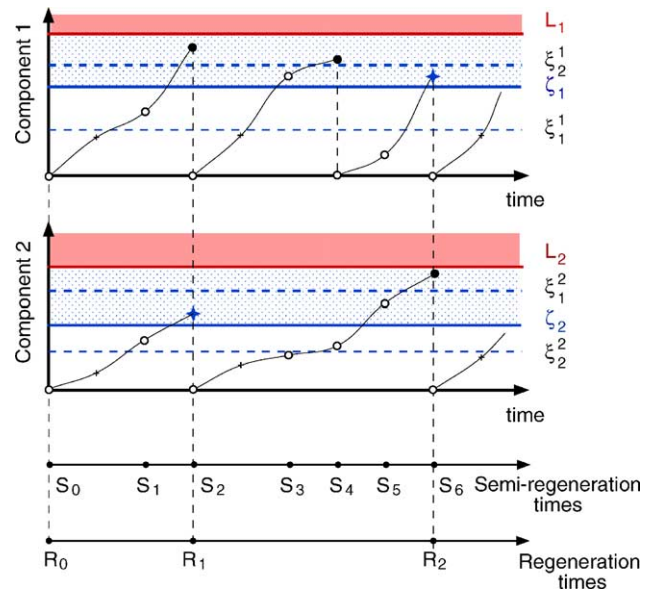 Component 1
L₁
ξ¹₂
ζ₁
ξ¹₁
time
Component 2
L₂
ξ²₁
ζ₂
ξ²₂
time
S₀ S₁ S₂ S₃ S₄ S₅ S₆ Semi-regeneration
times
R₀ R₁ R₂ Regeneration
times